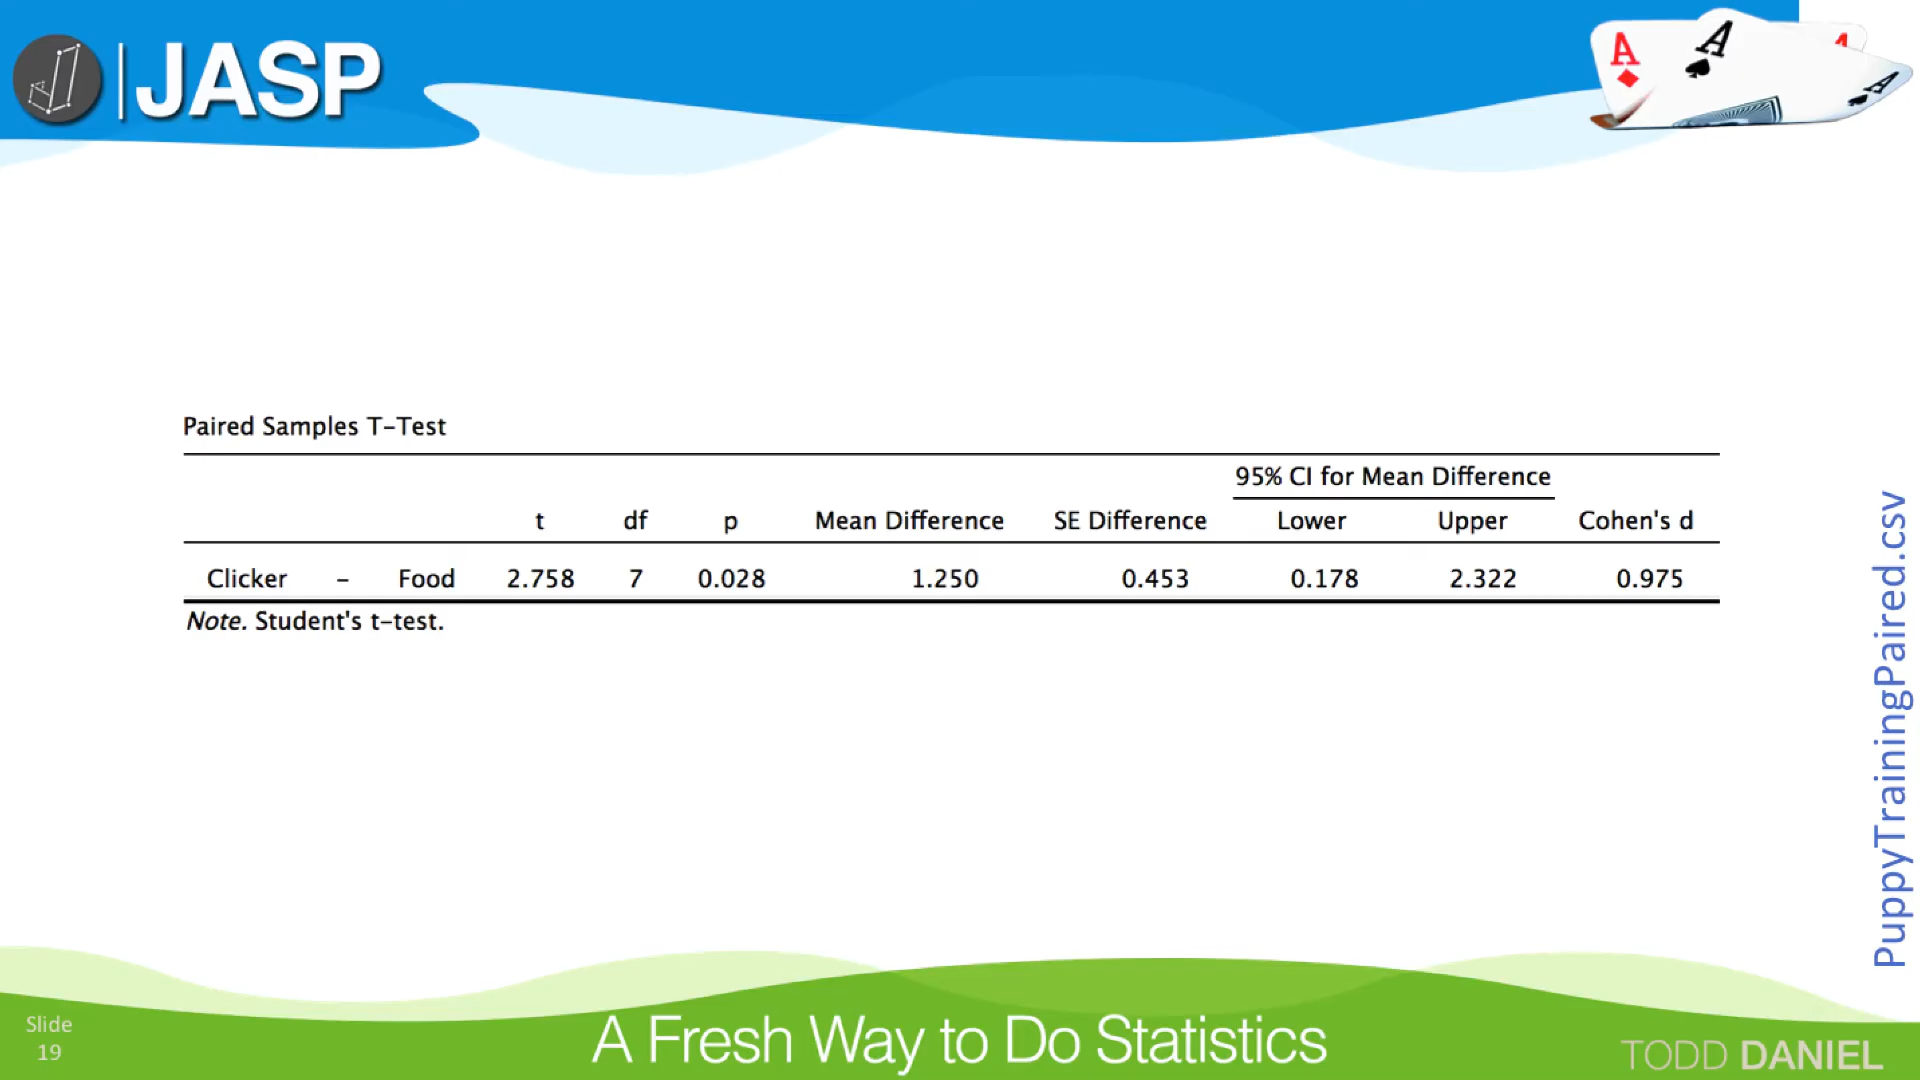 JASP
A
A
A
A
Paired Samples T-Test
95% CI for Mean Difference
t df p Mean Difference SE Difference Lower Upper Cohen's d
Clicker - Food 2.758 7 0.028 1.250 0.453 0.178 2.322 0.975
Note. Student's t-test.
PuppyTrainingPaired.csv
Slide
19
A Fresh Way to Do Statistics
TODD DANIEL